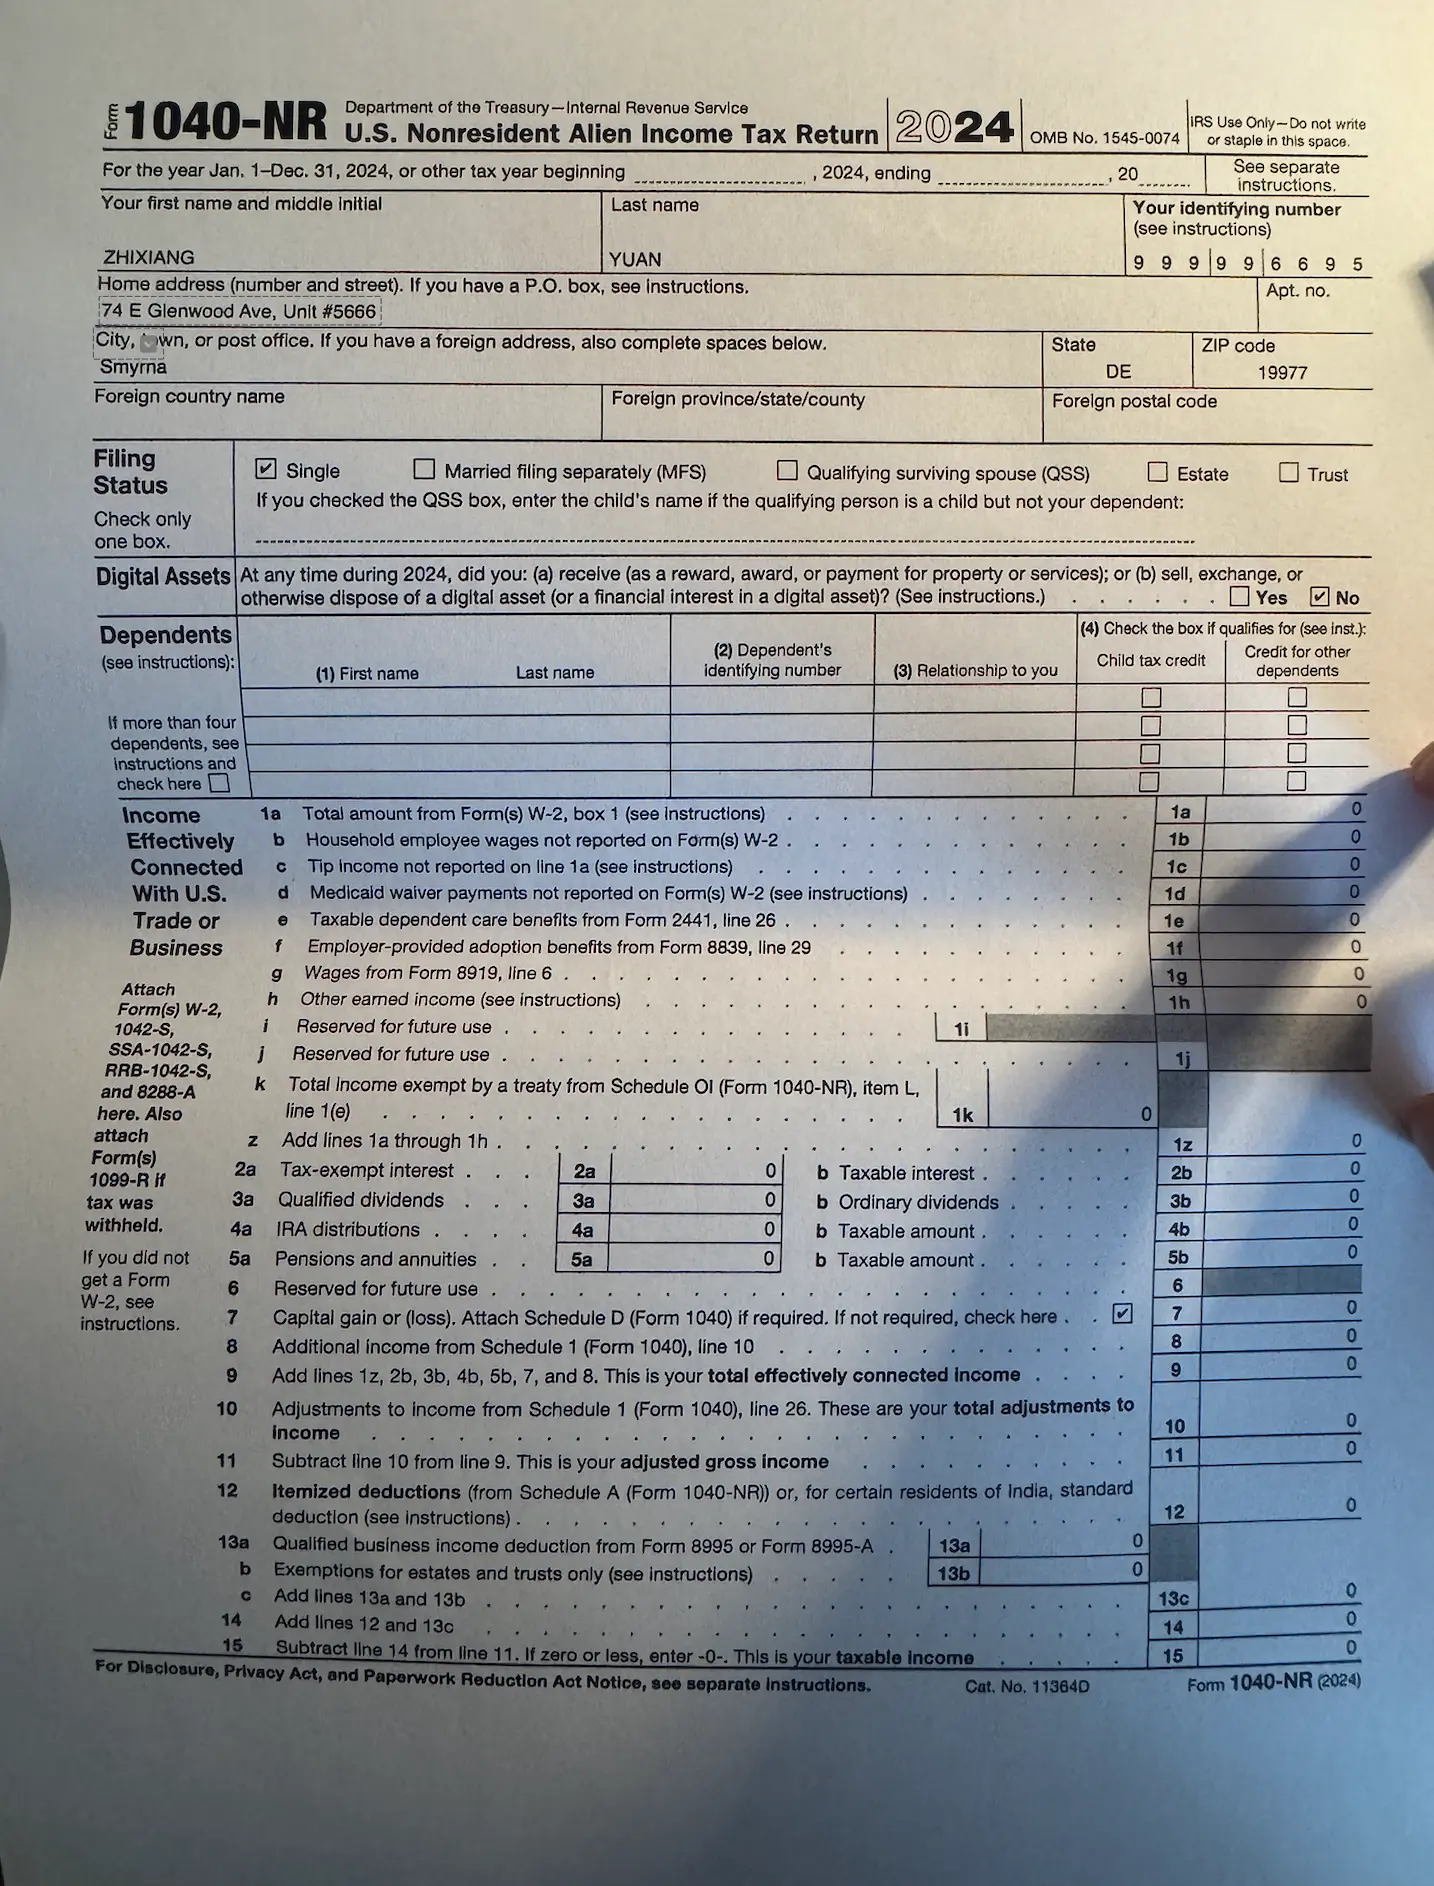 Form 1040-NR Department of the Treasury—Internal Revenue Service
U.S. Nonresident Alien Income Tax Return 2024 OMB No. 1545-0074 IRS Use Only—Do not write or staple in this space.
For the year Jan. 1–Dec. 31, 2024, or other tax year beginning , 2024, ending , 20 See separate instructions.
Your first name and middle initial Last name Your identifying number (see instructions)
ZHIXIANG YUAN 9 9 9 9 9 6 6 9 5
Home address (number and street). If you have a P.O. box, see instructions. Apt. no.
74 E Glenwood Ave, Unit #5666
City, wn, or post office. If you have a foreign address, also complete spaces below. State ZIP code
Smyrna DE 19977
Foreign country name Foreign province/state/county Foreign postal code
Filing Status
Check only one box.
Single Married filing separately (MFS) Qualifying surviving spouse (QSS) Estate Trust
If you checked the QSS box, enter the child's name if the qualifying person is a child but not your dependent:
Digital Assets At any time during 2024, did you: (a) receive (as a reward, award, or payment for property or services); or (b) sell, exchange, or
otherwise dispose of a digital asset (or a financial interest in a digital asset)? (See instructions.) . . . . . . Yes No
Dependents
(see instructions):
If more than four
dependents, see
instructions and
check here
(1) First name Last name (2) Dependent's identifying number (3) Relationship to you (4) Check the box if qualifies for (see inst.):
Child tax credit Credit for other dependents
Income
Effectively
Connected
With U.S.
Trade or
Business
Attach
Form(s) W-2,
1042-S,
SSA-1042-S,
RRB-1042-S,
and 8288-A
here. Also
attach
Form(s)
1099-R if
tax was
withheld.
If you did not
get a Form
W-2, see
instructions.
1a Total amount from Form(s) W-2, box 1 (see instructions) 1a 0
b Household employee wages not reported on Form(s) W-2 1b 0
c Tip income not reported on line 1a (see instructions) 1c 0
d Medicaid waiver payments not reported on Form(s) W-2 (see instructions) 1d 0
e Taxable dependent care benefits from Form 2441, line 26 1e 0
f Employer-provided adoption benefits from Form 8839, line 29 1f 0
g Wages from Form 8919, line 6 1g 0
h Other earned income (see instructions) 1h 0
i Reserved for future use 1i
j Reserved for future use 1j
k Total income exempt by a treaty from Schedule OI (Form 1040-NR), item L,
line 1(e) 1k 0
z Add lines 1a through 1h 1z 0
2a Tax-exempt interest 2a 0 b Taxable interest 2b 0
3a Qualified dividends 3a 0 b Ordinary dividends 3b 0
4a IRA distributions 4a 0 b Taxable amount 4b 0
5a Pensions and annuities 5a 0 b Taxable amount 5b 0
6 Reserved for future use 6
7 Capital gain or (loss). Attach Schedule D (Form 1040) if required. If not required, check here 7 0
8 Additional income from Schedule 1 (Form 1040), line 10 8 0
9 Add lines 1z, 2b, 3b, 4b, 5b, 7, and 8. This is your total effectively connected income 9 0
10 Adjustments to income from Schedule 1 (Form 1040), line 26. These are your total adjustments to
income 10 0
11 Subtract line 10 from line 9. This is your adjusted gross income 11 0
12 Itemized deductions (from Schedule A (Form 1040-NR)) or, for certain residents of India, standard
deduction (see instructions) 12 0
13a Qualified business income deduction from Form 8995 or Form 8995-A 13a 0
b Exemptions for estates and trusts only (see instructions) 13b 0
c Add lines 13a and 13b 13c 0
14 Add lines 12 and 13c 14 0
15 Subtract line 14 from line 11. If zero or less, enter -0-. This is your taxable income 15 0
For Disclosure, Privacy Act, and Paperwork Reduction Act Notice, see separate instructions. Cat. No. 11364D Form 1040-NR (2024)